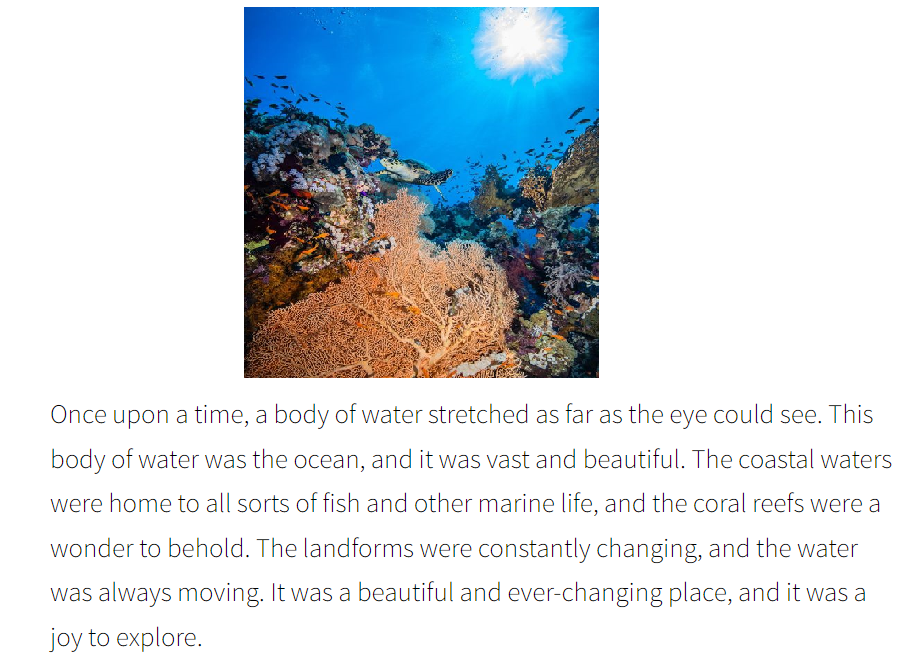 Once upon a time, a body of water stretched as far as the eye could see. This
body of water was the ocean, and it was vast and beautiful. The coastal waters
were home to all sorts of fish and other marine life, and the coral reefs were a
wonder to behold. The landforms were constantly changing, and the water
was always moving. It was a beautiful and ever-changing place, and it was a
joy to explore.